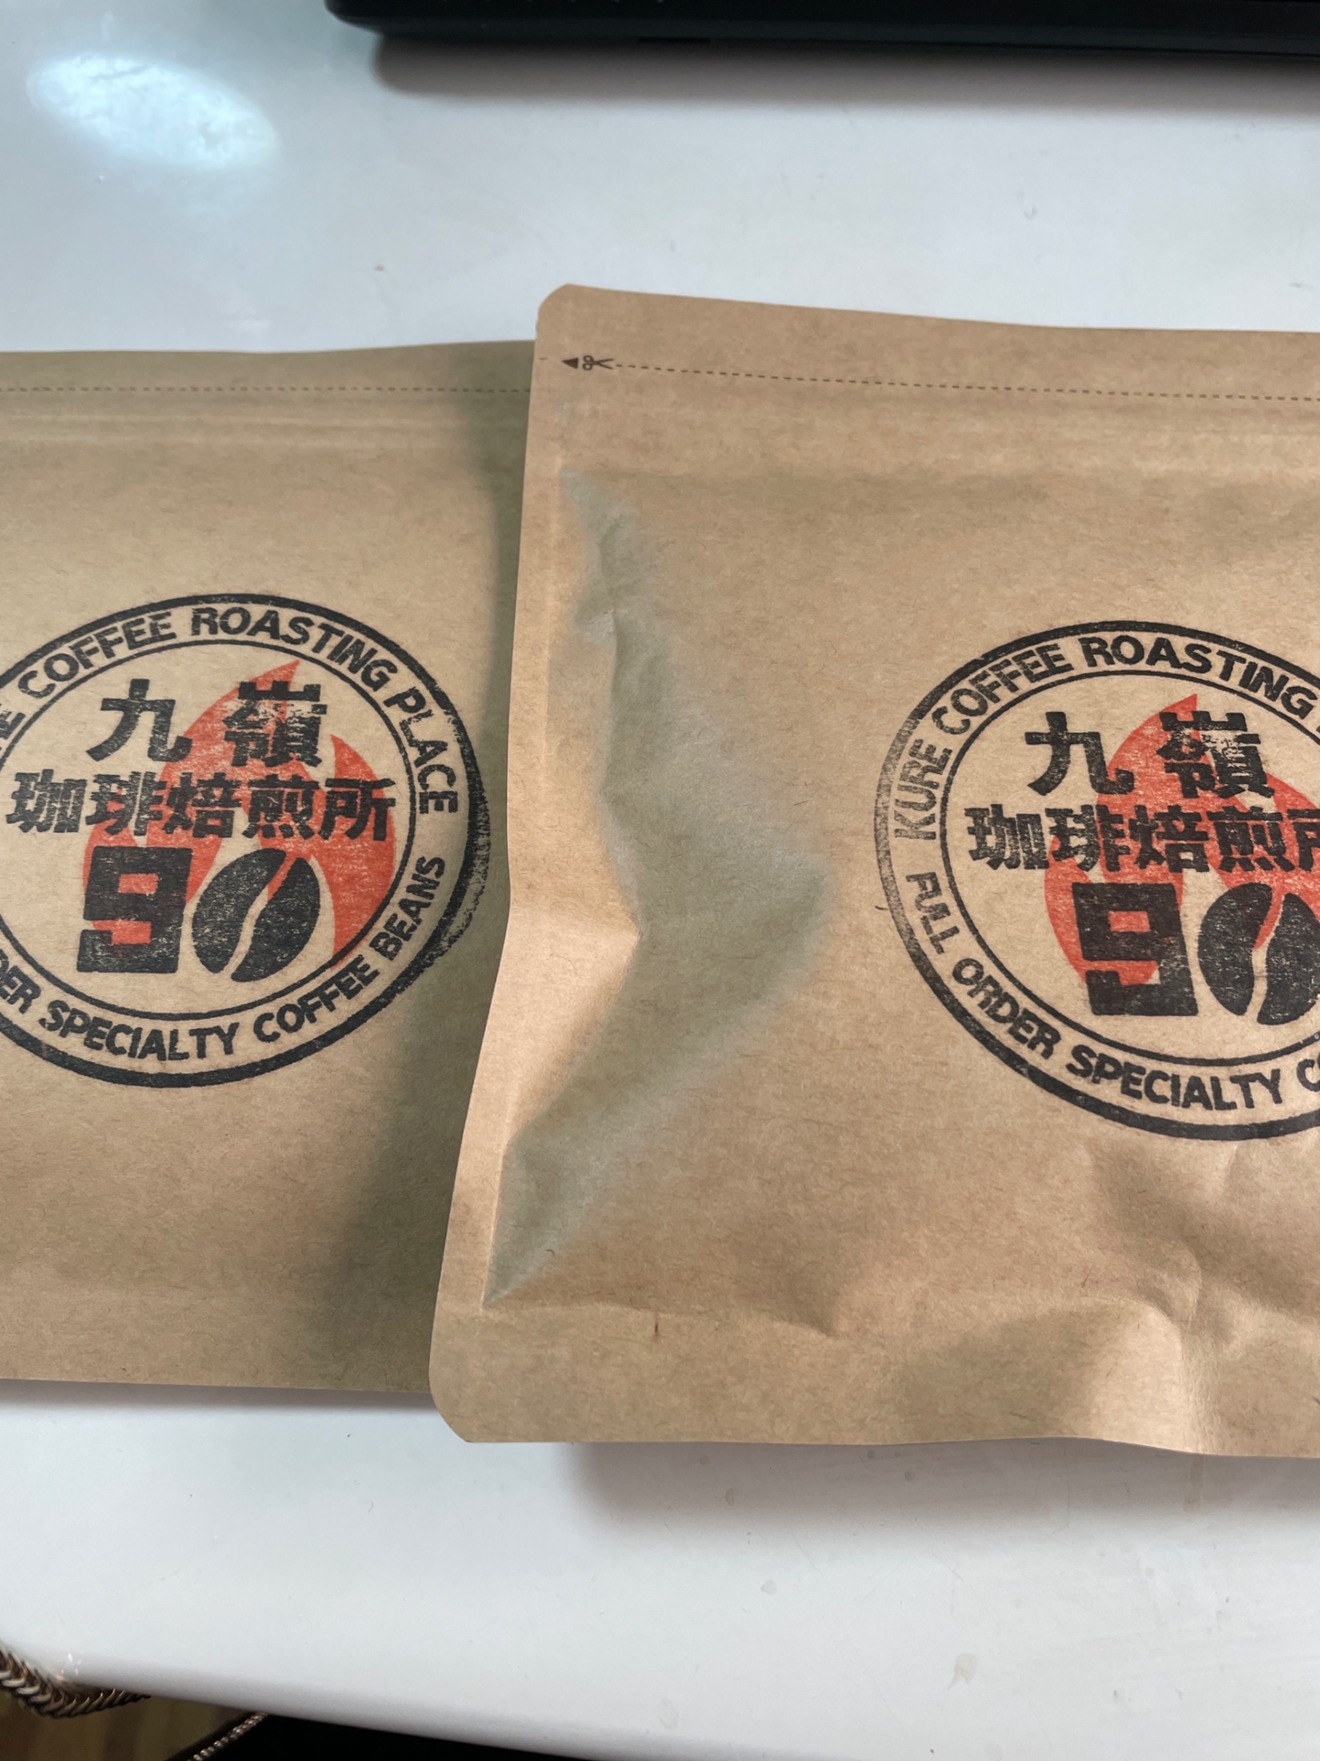 COFFEE ROASTING PLACE
九嶺
珈琲焙煎所
90
SPECIALTY COFFEE BEANS
KURE COFFEE ROASTING
九嶺
珈琲焙煎所
90
FULL ORDER SPECIALTY